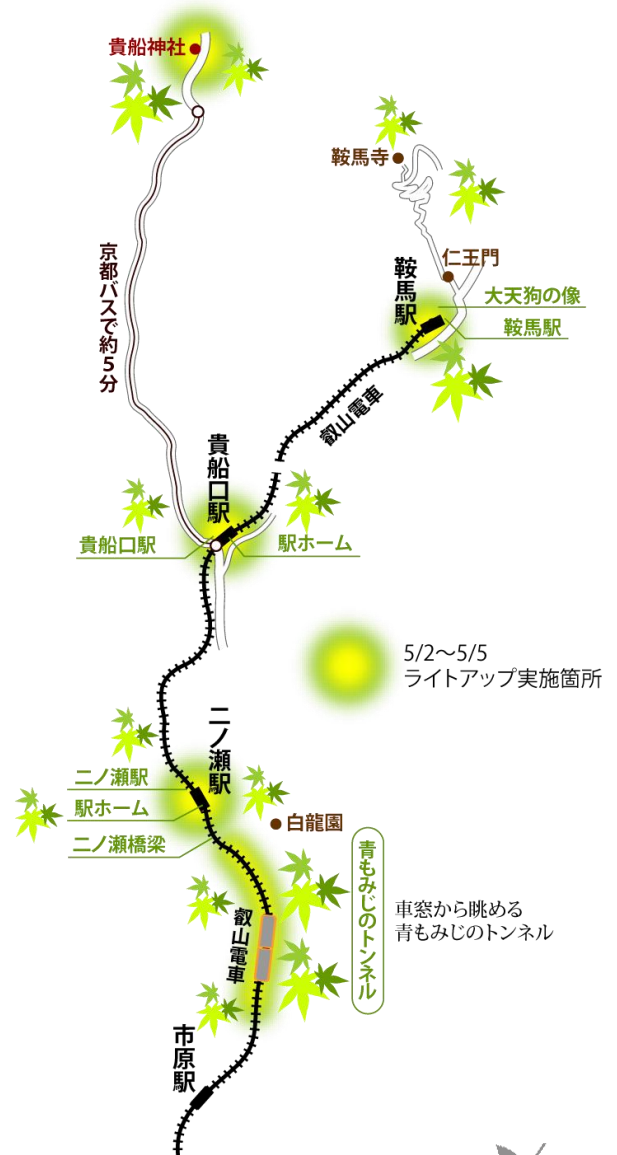 貴船神社
鞍馬寺
京都バスで約5分
仁王門
鞍馬駅
大天狗の像
鞍馬駅
叡山電車
貴船口駅
貴船口駅
駅ホーム
5/2〜5/5
ライトアップ実施箇所
二ノ瀬駅
二ノ瀬駅
駅ホーム
白龍園
二ノ瀬橋梁
青もみじのトンネル
車窓から眺める
青もみじのトンネル
叡山電車
市原駅